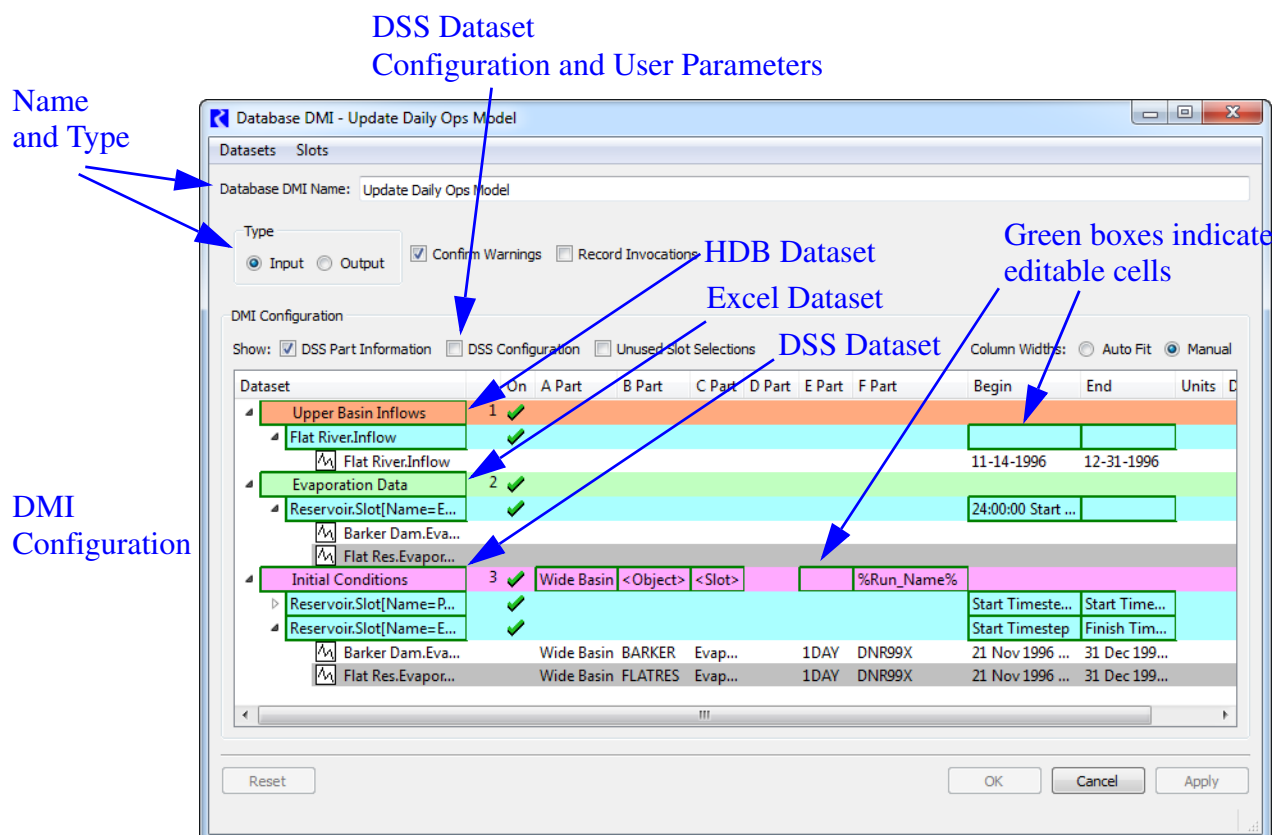 DSS Dataset
Configuration and User Parameters
Name
and Type
Database DMI - Update Daily Ops Model
Datasets Slots
Database DMI Name: Update Daily Ops Model
Type
Input Output Confirm Warnings Record Invocations
HDB Dataset
Green boxes indicate
editable cells
Excel Dataset
DMI Configuration
DSS Dataset
Show: DSS Part Information DSS Configuration Unused Slot Selections Column Widths: Auto Fit Manual
Dataset On A Part B Part C Part D Part E Part F Part Begin End Units D
Upper Basin Inflows 1
Flat River.Inflow
Flat River.Inflow 11-14-1996 12-31-1996
Evaporation Data 2
Reservoir.Slot[Name=E... 24:00:00 Start ...
Barker Dam.Eva...
Flat Res.Evapor...
DMI
Configuration
Initial Conditions 3 Wide Basin <Object> <Slot> %Run_Name%
Reservoir.Slot[Name=P... Start Timeste... Start Time...
Reservoir.Slot[Name=E... Start Timestep Finish Tim...
Barker Dam.Eva... Wide Basin BARKER Evap... 1DAY DNR99X 21 Nov 1996 ... 31 Dec 199...
Flat Res.Evapor... Wide Basin FLATRES Evap... 1DAY DNR99X 21 Nov 1996 ... 31 Dec 199...
Reset OK Cancel Apply